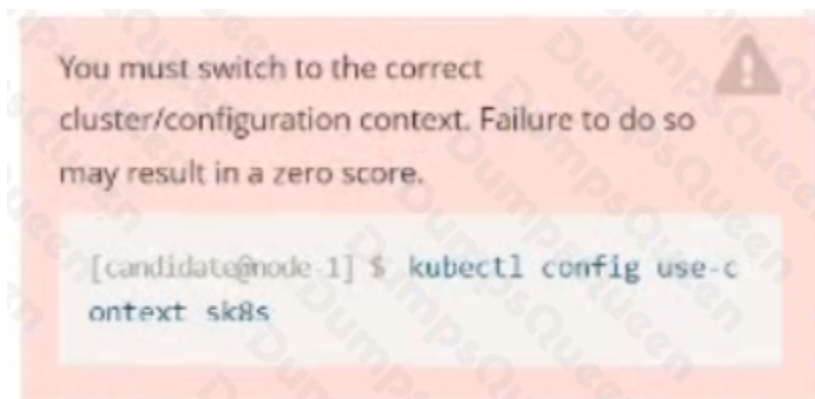 You must switch to the correct
cluster/configuration context. Failure to do so
may result in a zero score.
[candidate@node-1] $ kubectl config use-c
ontext sk8s
DumpsQueen